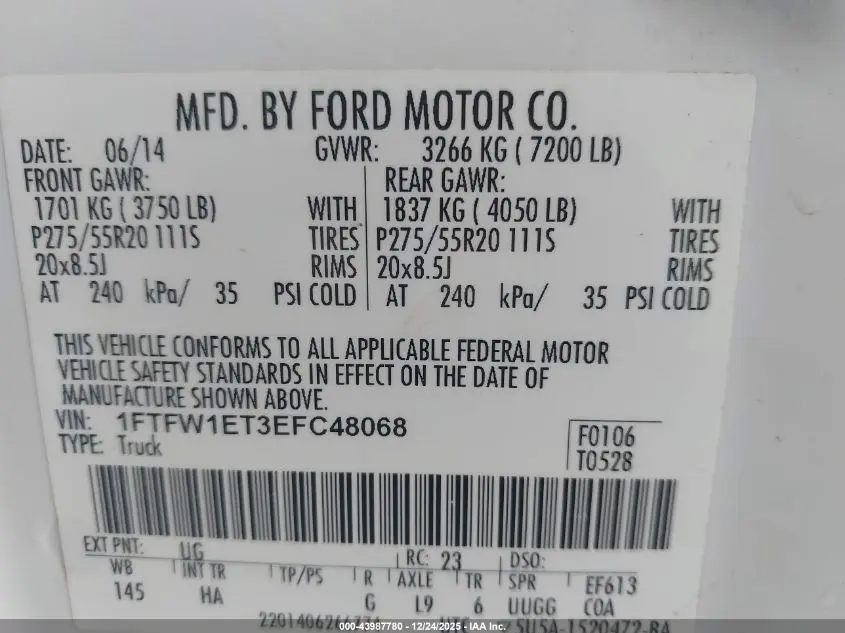 MFD. BY FORD MOTOR CO.
DATE: 06/14 GVWR: 3266 KG ( 7200 LB)
FRONT GAWR: REAR GAWR:
1701 KG ( 3750 LB) WITH 1837 KG ( 4050 LB) WITH
P275/55R20 111S TIRES P275/55R20 111S TIRES
20x8.5J RIMS 20x8.5J RIMS
AT 240 kPa/ 35 PSI COLD AT 240 kPa/ 35 PSI COLD
THIS VEHICLE CONFORMS TO ALL APPLICABLE FEDERAL MOTOR
VEHICLE SAFETY STANDARDS IN EFFECT ON THE DATE OF
MANUFACTURE SHOWN ABOVE.
VIN: 1FTFW1ET3EFC48068
TYPE: Truck
F0106
T0528
EXT PNT: UG RC: 23 DSO:
WB INT TR TP/PS R AXLE TR SPR EF613
145 HA G L9 6 UUGG COA
000-43987780 - 12/24/2025 - IAA Inc.